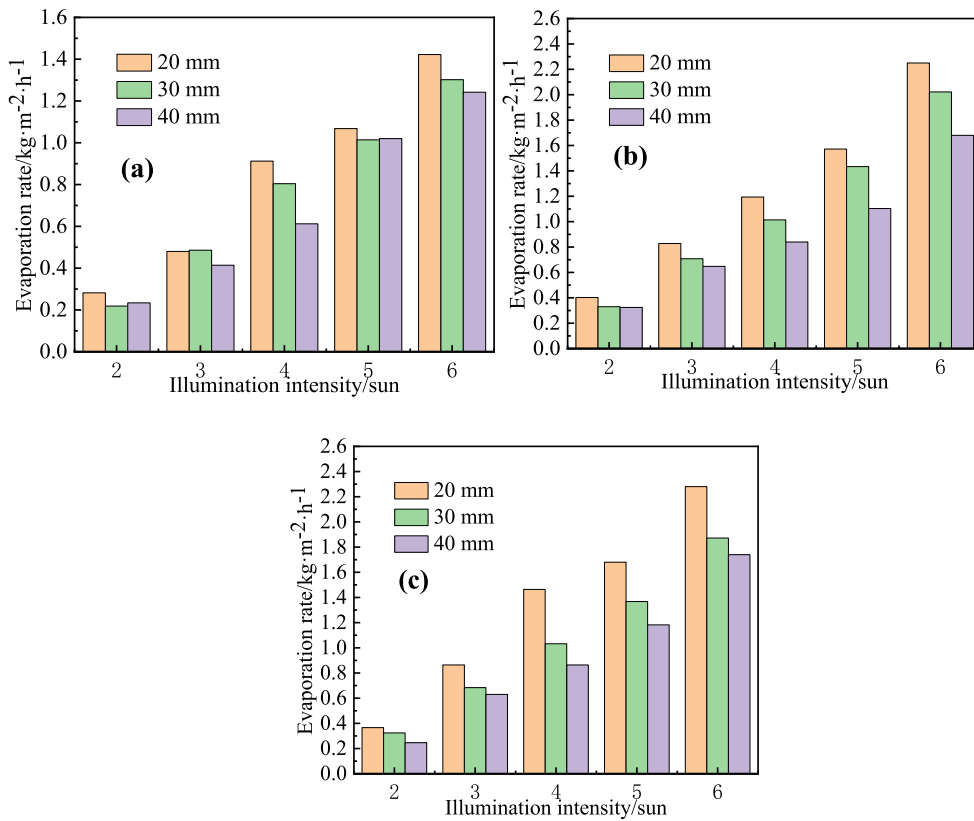 1.6
1.4
1.2
1.0
0.8
0.6
0.4
0.2
0.0
Evaporation rate/kg·m-2·h-1
20 mm
30 mm
40 mm
(a)
2 3 4 5 6
Illumination intensity/sun
2.6
2.4
2.2
2.0
1.8
1.6
1.4
1.2
1.0
0.8
0.6
0.4
0.2
0.0
Evaporation rate/kg·m-2·h-1
20 mm
30 mm
40 mm
(b)
2 3 4 5 6
Illumination intensity/sun
2.6
2.4
2.2
2.0
1.8
1.6
1.4
1.2
1.0
0.8
0.6
0.4
0.2
0.0
Evaporation rate/kg·m-2·h-1
20 mm
30 mm
40 mm
(c)
2 3 4 5 6
Illumination intensity/sun